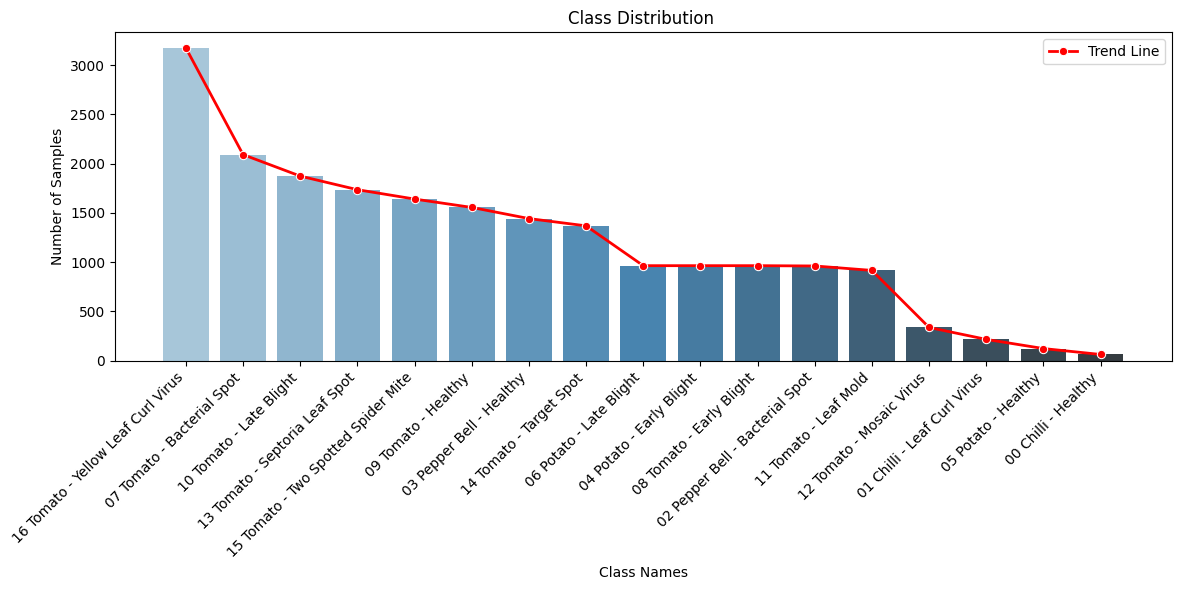 Class Distribution
Trend Line
Number of Samples
3000
2500
2000
1500
1000
500
0
16 Tomato - Yellow Leaf Curl Virus
07 Tomato - Bacterial Spot
10 Tomato - Late Blight
13 Tomato - Septoria Leaf Spot
15 Tomato - Two Spotted Spider Mite
09 Tomato - Healthy
03 Pepper Bell - Healthy
14 Tomato - Target Spot
06 Potato - Late Blight
04 Potato - Early Blight
08 Tomato - Early Blight
02 Pepper Bell - Bacterial Spot
11 Tomato - Leaf Mold
12 Tomato - Mosaic Virus
01 Chilli - Leaf Curl Virus
05 Potato - Healthy
00 Chilli - Healthy
Class Names